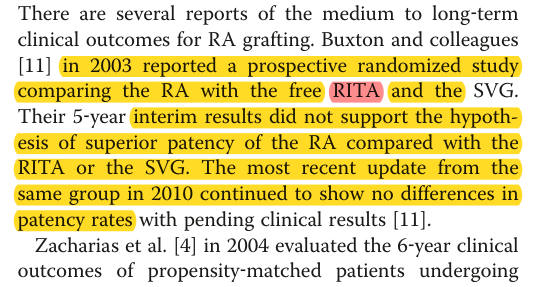 There are several reports of the medium to long-term
clinical outcomes for RA grafting. Buxton and colleagues
[11] in 2003 reported a prospective randomized study
comparing the RA with the free RITA and the SVG.
Their 5-year interim results did not support the hypoth-
esis of superior patency of the RA compared with the
RITA or the SVG. The most recent update from the
same group in 2010 continued to show no differences in
patency rates with pending clinical results [11].
Zacharias et al. [4] in 2004 evaluated the 6-year clinical
outcomes of propensity-matched patients undergoing